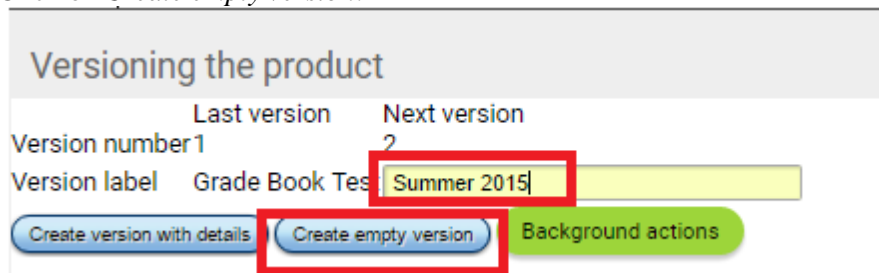 Versioning the product
Last version Next version
Version number 1 2
Version label Grade Book Test Summer 2015
Create version with details Create empty version Background actions